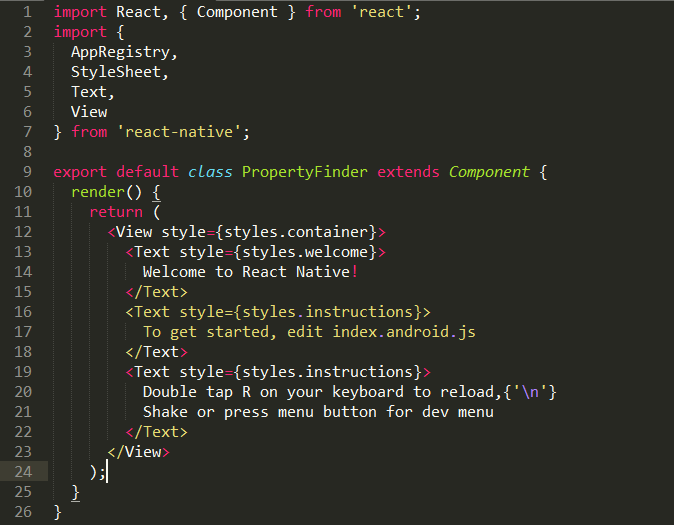 1 import React, { Component } from 'react';
2 import {
3 AppRegistry,
4 StyleSheet,
5 Text,
6 View
7 } from 'react-native';
8
9 export default class PropertyFinder extends Component {
10 render() {
11 return (
12 <View style={styles.container}>
13 <Text style={styles.welcome}>
14 Welcome to React Native!
15 </Text>
16 <Text style={styles.instructions}>
17 To get started, edit index.android.js
18 </Text>
19 <Text style={styles.instructions}>
20 Double tap R on your keyboard to reload,{'\n'}
21 Shake or press menu button for dev menu
22 </Text>
23 </View>
24 );
25 }
26 }